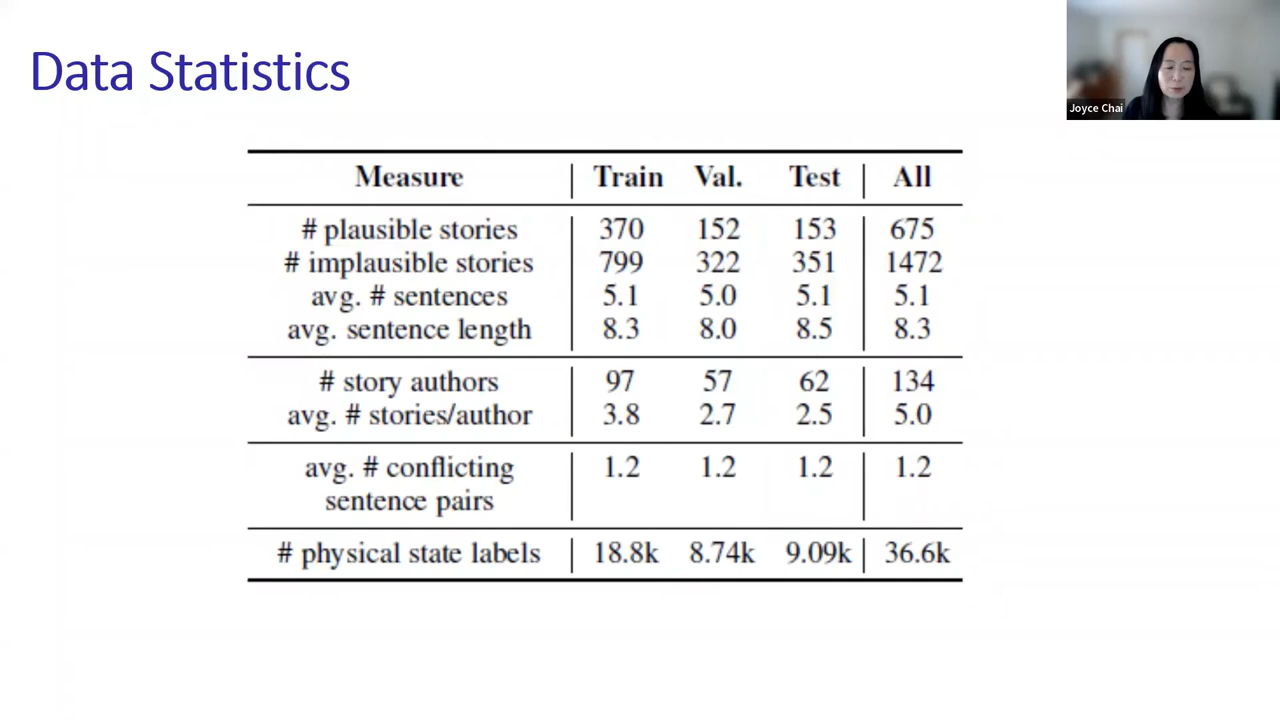 Data Statistics
Joyce Chai
Measure Train Val. Test All
# plausible stories 370 152 153 675
# implausible stories 799 322 351 1472
avg. # sentences 5.1 5.0 5.1 5.1
avg. sentence length 8.3 8.0 8.5 8.3
# story authors 97 57 62 134
avg. # stories/author 3.8 2.7 2.5 5.0
avg. # conflicting 1.2 1.2 1.2 1.2
sentence pairs
# physical state labels 18.8k 8.74k 9.09k 36.6k